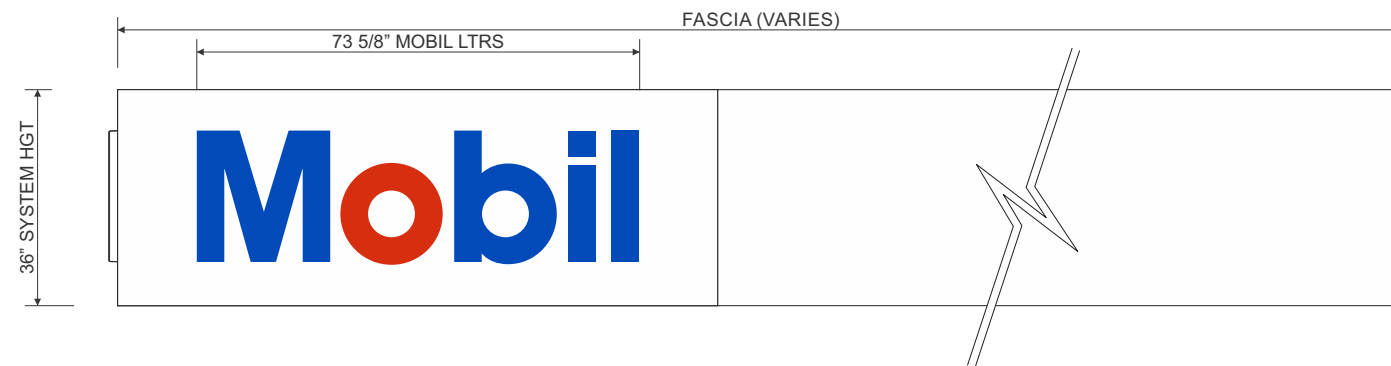 FASCIA (VARIES)
73 5/8” MOBIL LTRS
36” SYSTEM HGT
Mobil